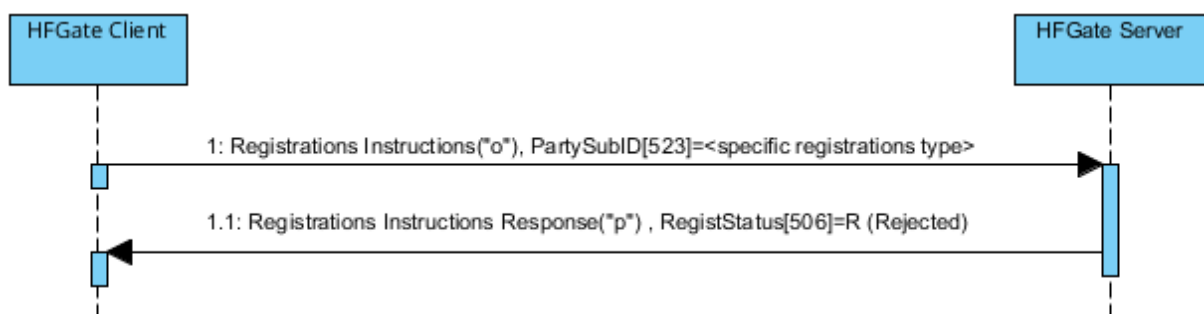 HFGate Client
HFGate Server
1: Registrations Instructions("o"), PartySubID[523]=<specific registrations type>
1.1: Registrations Instructions Response("p") , RegistStatus[506]=R (Rejected)